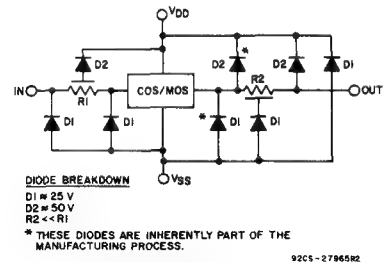 VDD
D2
* D2 R2 D2 D1
IN R1 COS/MOS OUT
D1 D1 * D1 D1
VSS
DIODE BREAKDOWN
D1 ≈ 25 V
D2 ≈ 50 V
R2 << R1
* THESE DIODES ARE INHERENTLY PART OF THE
MANUFACTURING PROCESS.
92CS-27965R2